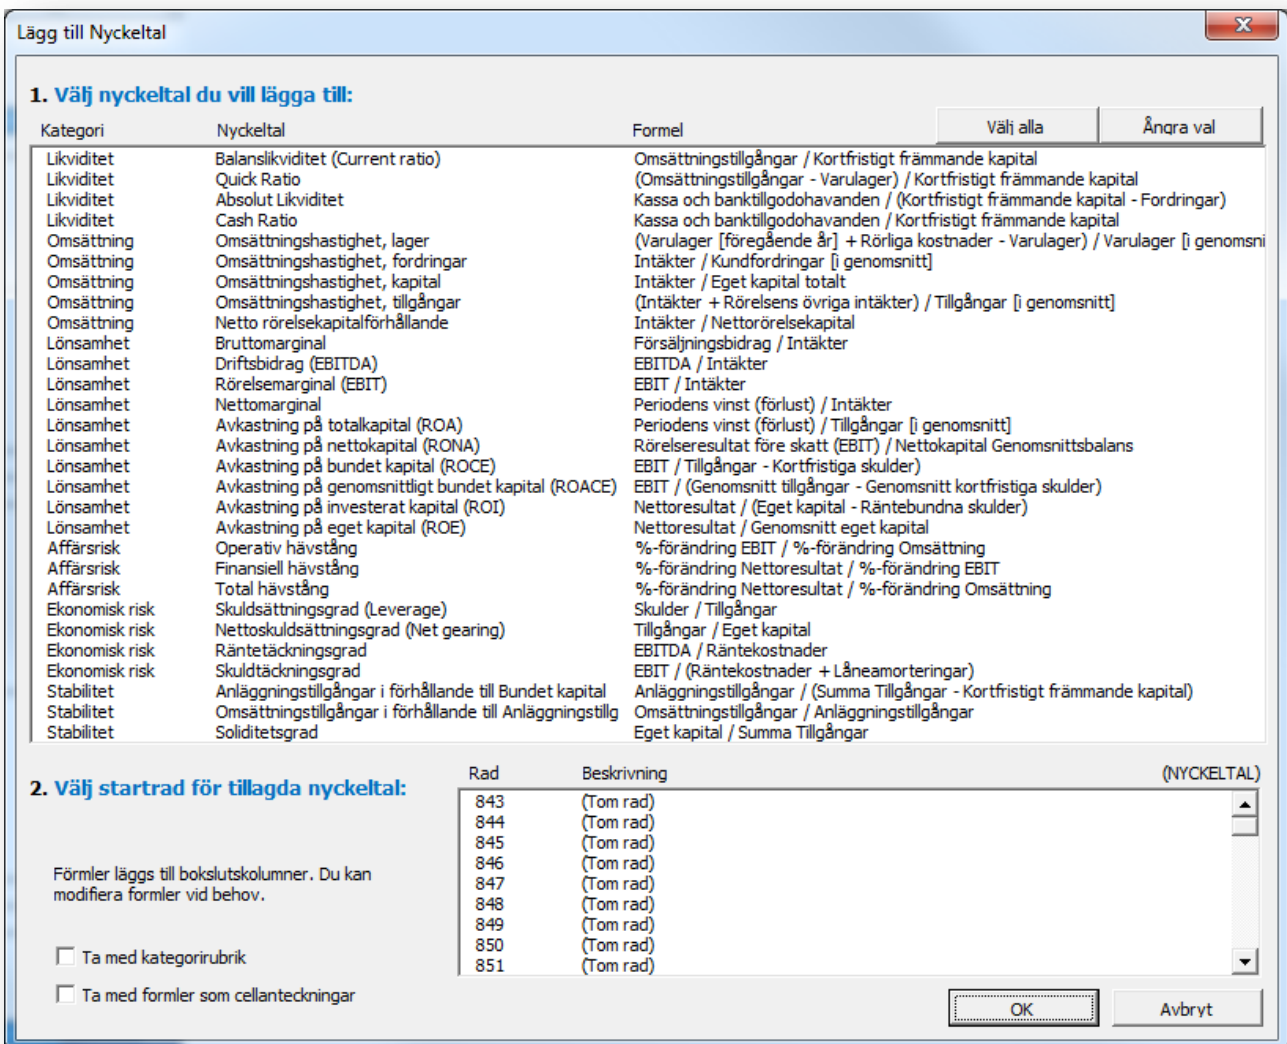 Lägg till Nyckeltal
1. Välj nyckeltal du vill lägga till:
Välj alla
Ångra val
Kategori Nyckeltal Formel
Likviditet Balanslikviditet (Current ratio) Omsättningstillgångar / Kortfristigt främmande kapital
Likviditet Quick Ratio (Omsättningstillgångar - Varulager) / Kortfristigt främmande kapital
Likviditet Absolut Likviditet Kassa och banktillgodohavanden / (Kortfristigt främmande kapital - Fordringar)
Likviditet Cash Ratio Kassa och banktillgodohavanden / Kortfristigt främmande kapital
Omsättning Omsättningshastighet, lager (Varulager [föregående år] + Rörliga kostnader - Varulager) / Varulager [i genomsni
Omsättning Omsättningshastighet, fordringar Intäkter / Kundfordringar [i genomsnitt]
Omsättning Omsättningshastighet, kapital Intäkter / Eget kapital totalt
Omsättning Omsättningshastighet, tillgångar (Intäkter + Rörelsens övriga intäkter) / Tillgångar [i genomsnitt]
Omsättning Netto rörelsekapitalförhållande Intäkter / Nettorörelsekapital
Lönsamhet Bruttomarginal Försäljningsbidrag / Intäkter
Lönsamhet Driftsbidrag (EBITDA) EBITDA / Intäkter
Lönsamhet Rörelsemarginal (EBIT) EBIT / Intäkter
Lönsamhet Nettomarginal Periodens vinst (förlust) / Intäkter
Lönsamhet Avkastning på totalkapital (ROA) Periodens vinst (förlust) / Tillgångar [i genomsnitt]
Lönsamhet Avkastning på nettokapital (RONA) Rörelseresultat före skatt (EBIT) / Nettokapital Genomsnittsbalans
Lönsamhet Avkastning på bundet kapital (ROCE) EBIT / Tillgångar - Kortfristiga skulder)
Lönsamhet Avkastning på genomsnittligt bundet kapital (ROACE) EBIT / (Genomsnitt tillgångar - Genomsnitt kortfristiga skulder)
Lönsamhet Avkastning på investerat kapital (ROI) Nettoresultat / (Eget kapital - Räntebundna skulder)
Lönsamhet Avkastning på eget kapital (ROE) Nettoresultat / Genomsnitt eget kapital
Affärsrisk Operativ hävstång %-förändring EBIT / %-förändring Omsättning
Affärsrisk Finansiell hävstång %-förändring Nettoresultat / %-förändring EBIT
Affärsrisk Total hävstång %-förändring Nettoresultat / %-förändring Omsättning
Ekonomisk risk Skuldsättningsgrad (Leverage) Skulder / Tillgångar
Ekonomisk risk Nettoskuldsättningsgrad (Net gearing) Tillgångar / Eget kapital
Ekonomisk risk Räntetäckningsgrad EBITDA / Räntekostnader
Ekonomisk risk Skuldtäckningsgrad EBIT / (Räntekostnader + Låneamorteringar)
Stabilitet Anläggningstillgångar i förhållande till Bundet kapital Anläggningstillgångar / (Summa Tillgångar - Kortfristigt främmande kapital)
Stabilitet Omsättningstillgångar i förhållande till Anläggningstillg Omsättningstillgångar / Anläggningstillgångar
Stabilitet Soliditetsgrad Eget kapital / Summa Tillgångar
2. Välj startrad för tillagda nyckeltal:
Rad Beskrivning (NYCKELTAL)
843 (Tom rad)
844 (Tom rad)
845 (Tom rad)
846 (Tom rad)
847 (Tom rad)
848 (Tom rad)
849 (Tom rad)
850 (Tom rad)
851 (Tom rad)
Förmler läggs till bokslutskolumner. Du kan
modifiera formler vid behov.
Ta med kategorirubrik
Ta med formler som cellanteckningar
OK
Avbryt